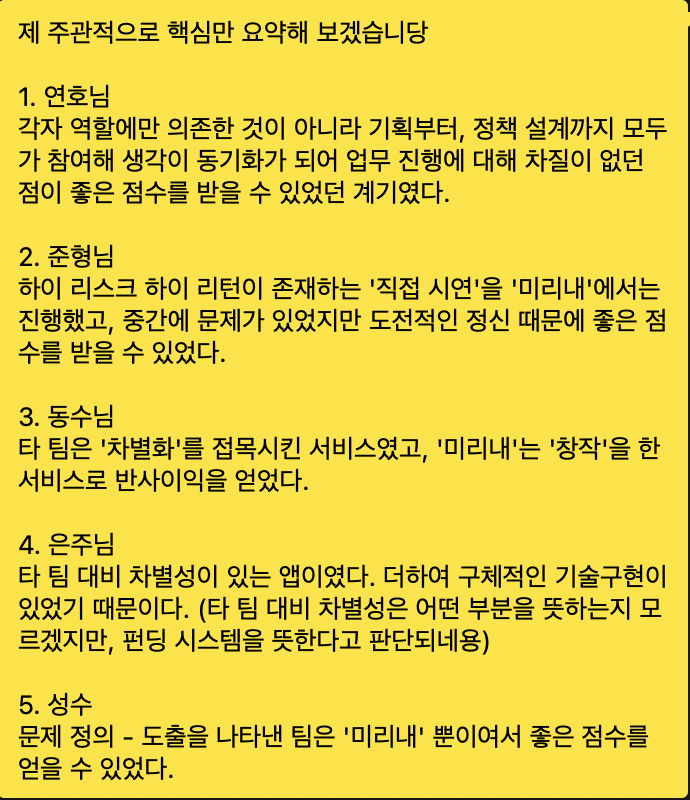 제 주관적으로 핵심만 요약해 보겠습니당
1. 연호님
각자 역할에만 의존한 것이 아니라 기획부터, 정책 설계까지 모두
가 참여해 생각이 동기화가 되어 업무 진행에 대해 차질이 없던
점이 좋은 점수를 받을 수 있었던 계기였다.
2. 준형님
하이 리스크 하이 리턴이 존재하는 '직접 시연'을 '미리내'에서는
진행했고, 중간에 문제가 있었지만 도전적인 정신 때문에 좋은 점
수를 받을 수 있었다.
3. 동수님
타 팀은 '차별화'를 접목시킨 서비스였고, '미리내'는 '창작'을 한
서비스로 반사이익을 얻었다.
4. 은주님
타 팀 대비 차별성이 있는 앱이였다. 더하여 구체적인 기술구현이
있었기 때문이다. (타 팀 대비 차별성은 어떤 부분을 뜻하는지 모
르겠지만, 펀딩 시스템을 뜻한다고 판단되네용)
5. 성수
문제 정의 - 도출을 나타낸 팀은 '미리내' 뿐이여서 좋은 점수를
얻을 수 있었다.